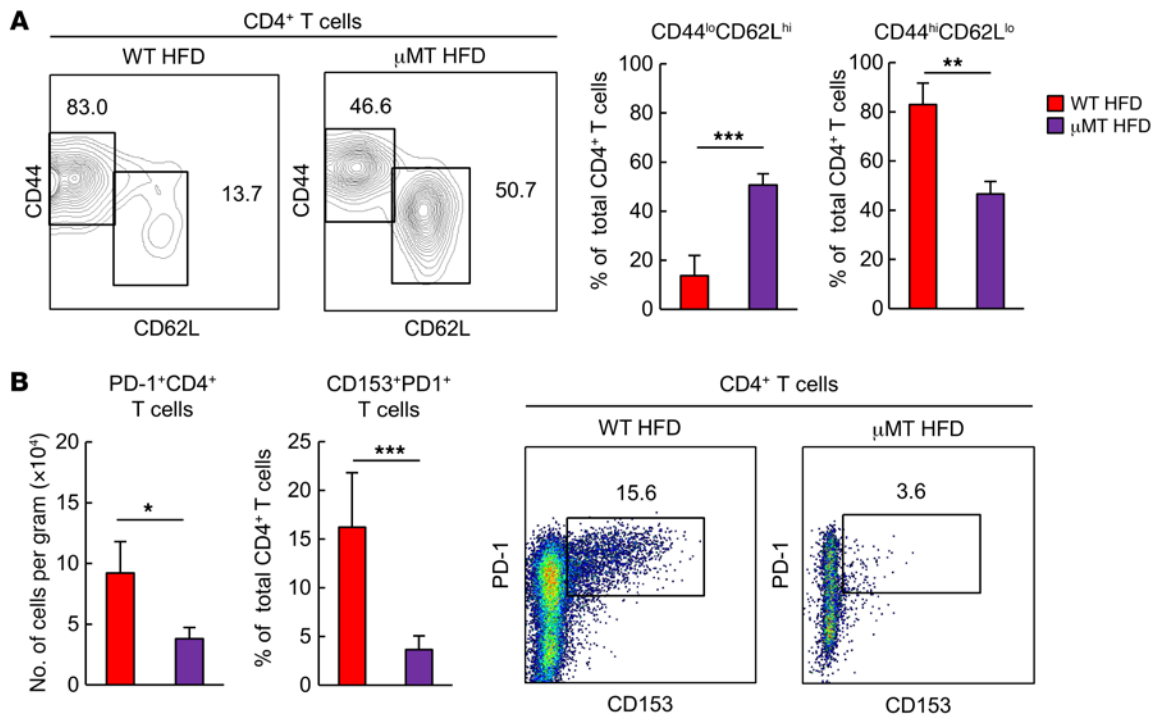 A
CD4⁺ T cells
WT HFD
μMT HFD
83.0
13.7
CD44
CD62L
46.6
50.7
CD44
CD62L
CD44ˡᵒCD62Lʰⁱ
% of total CD4⁺ T cells
100
80
60
40
20
0
***
CD44ʰⁱCD62Lˡᵒ
% of total CD4⁺ T cells
100
80
60
40
20
0
**
WT HFD
μMT HFD
B
PD-1⁺CD4⁺
T cells
No. of cells per gram (×10⁴)
20
15
10
5
0
*
CD153⁺PD1⁺
T cells
% of total CD4⁺ T cells
25
20
15
10
5
0
***
CD4⁺ T cells
WT HFD
μMT HFD
15.6
PD-1
CD153
3.6
PD-1
CD153